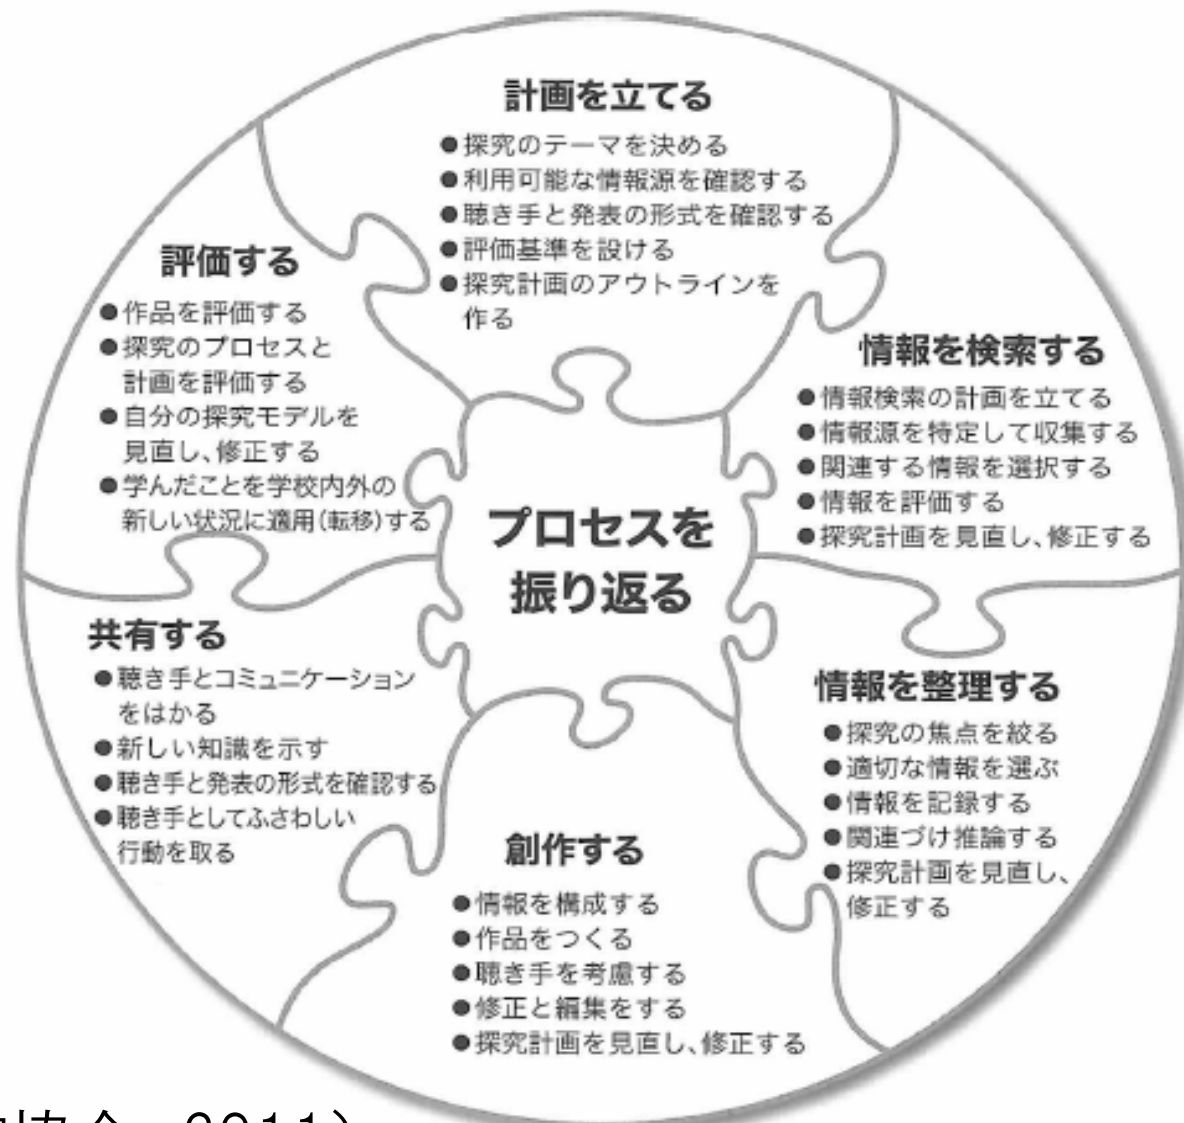 計画を立てる
●探究のテーマを決める
●利用可能な情報源を確認する
●聴き手と発表の形式を確認する
●評価基準を設ける
●探究計画のアウトラインを
作る
情報を検索する
●情報検索の計画を立てる
●情報源を特定して収集する
●関連する情報を選択する
●情報を評価する
●探究計画を見直し、修正する
情報を整理する
●探究の焦点を絞る
●適切な情報を選ぶ
●情報を記録する
●関連づけ推論する
●探究計画を見直し、
修正する
創作する
●情報を構成する
●作品をつくる
●聴き手を考慮する
●修正と編集をする
●探究計画を見直し、修正する
共有する
●聴き手とコミュニケーション
をはかる
●新しい知識を示す
●聴き手と発表の形式を確認する
●聴き手としてふさわしい
行動を取る
評価する
●作品を評価する
●探究のプロセスと
計画を評価する
●自分の探究モデルを
見直し、修正する
●学んだことを学校内外の
新しい状況に適用(転移)する
プロセスを
振り返る
2011)